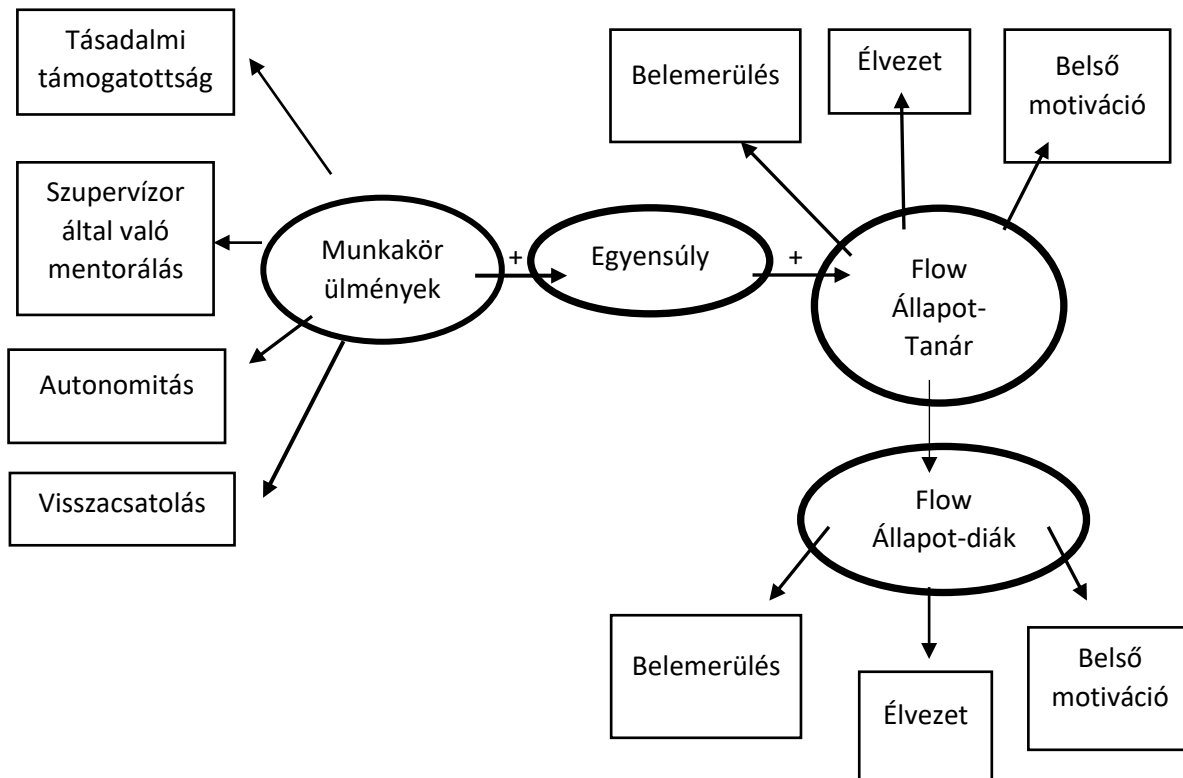 Tásadalmi
támogatottság
Szupervízor
által való
mentorálás
Autonomitás
Visszacsatolás
Munkakör
ülmények
+
Egyensúly
+
Belemerülés
Élvezet
Belső
motiváció
Flow
Állapot-
Tanár
Flow
Állapot-diák
Belemerülés
Élvezet
Belső
motiváció